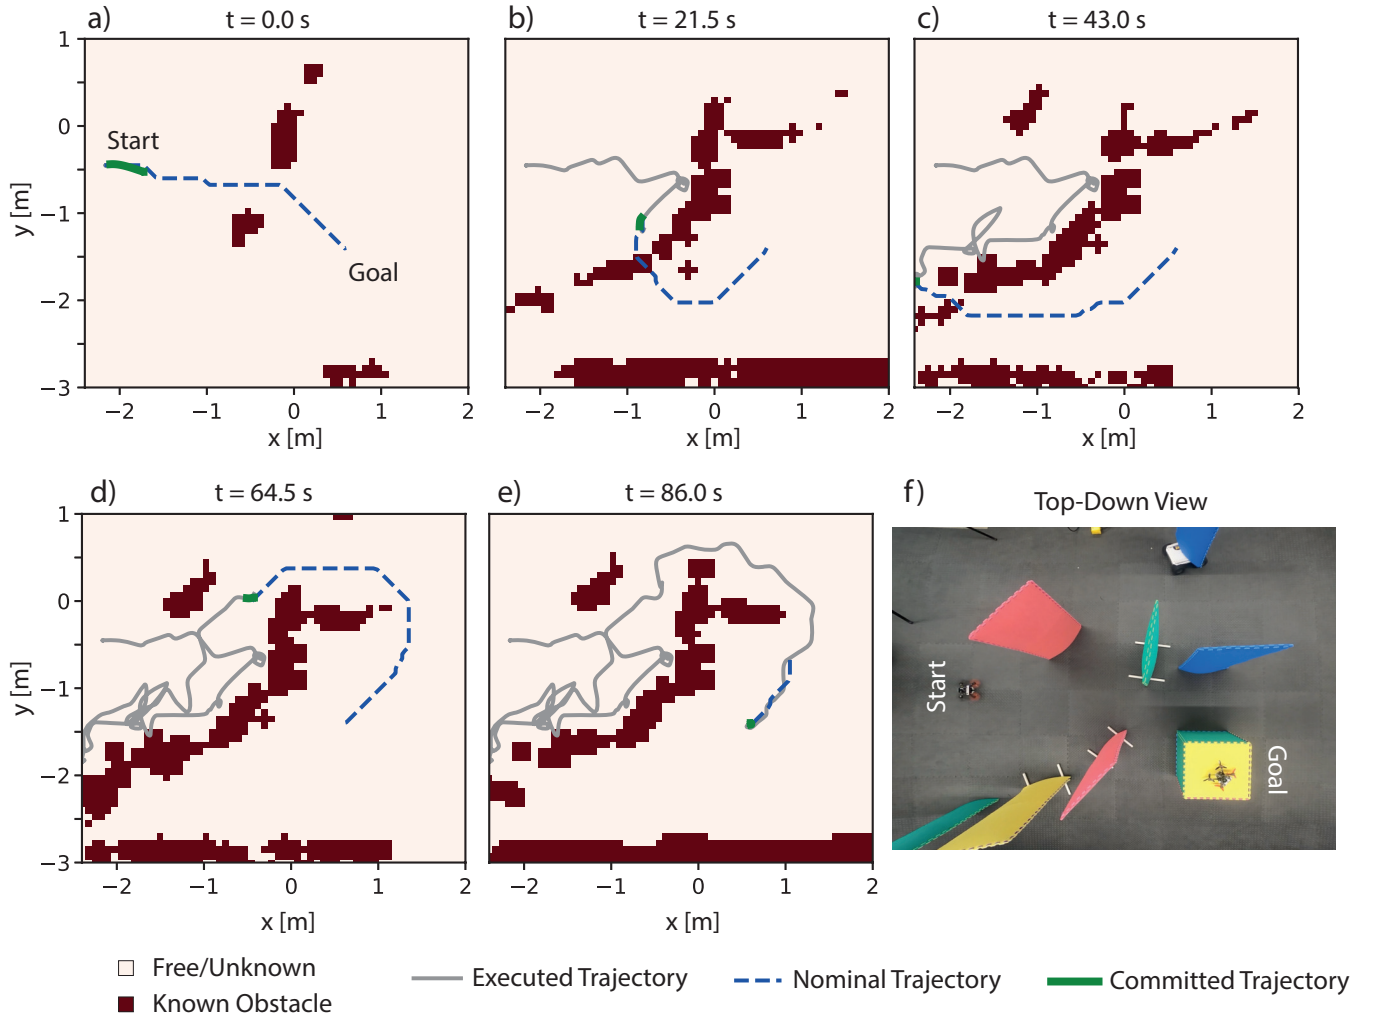 a) t = 0.0 s
b) t = 21.5 s
c) t = 43.0 s
1
0
−1
−2
−3
y [m]
Start
Goal
−2 −1 0 1 2
x [m]
−2 −1 0 1 2
x [m]
−2 −1 0 1 2
x [m]
d) t = 64.5 s
e) t = 86.0 s
f) Top-Down View
1
0
−1
−2
−3
y [m]
Start
Goal
−2 −1 0 1 2
x [m]
−2 −1 0 1 2
x [m]
Free/Unknown
Known Obstacle
Executed Trajectory
Nominal Trajectory
Committed Trajectory